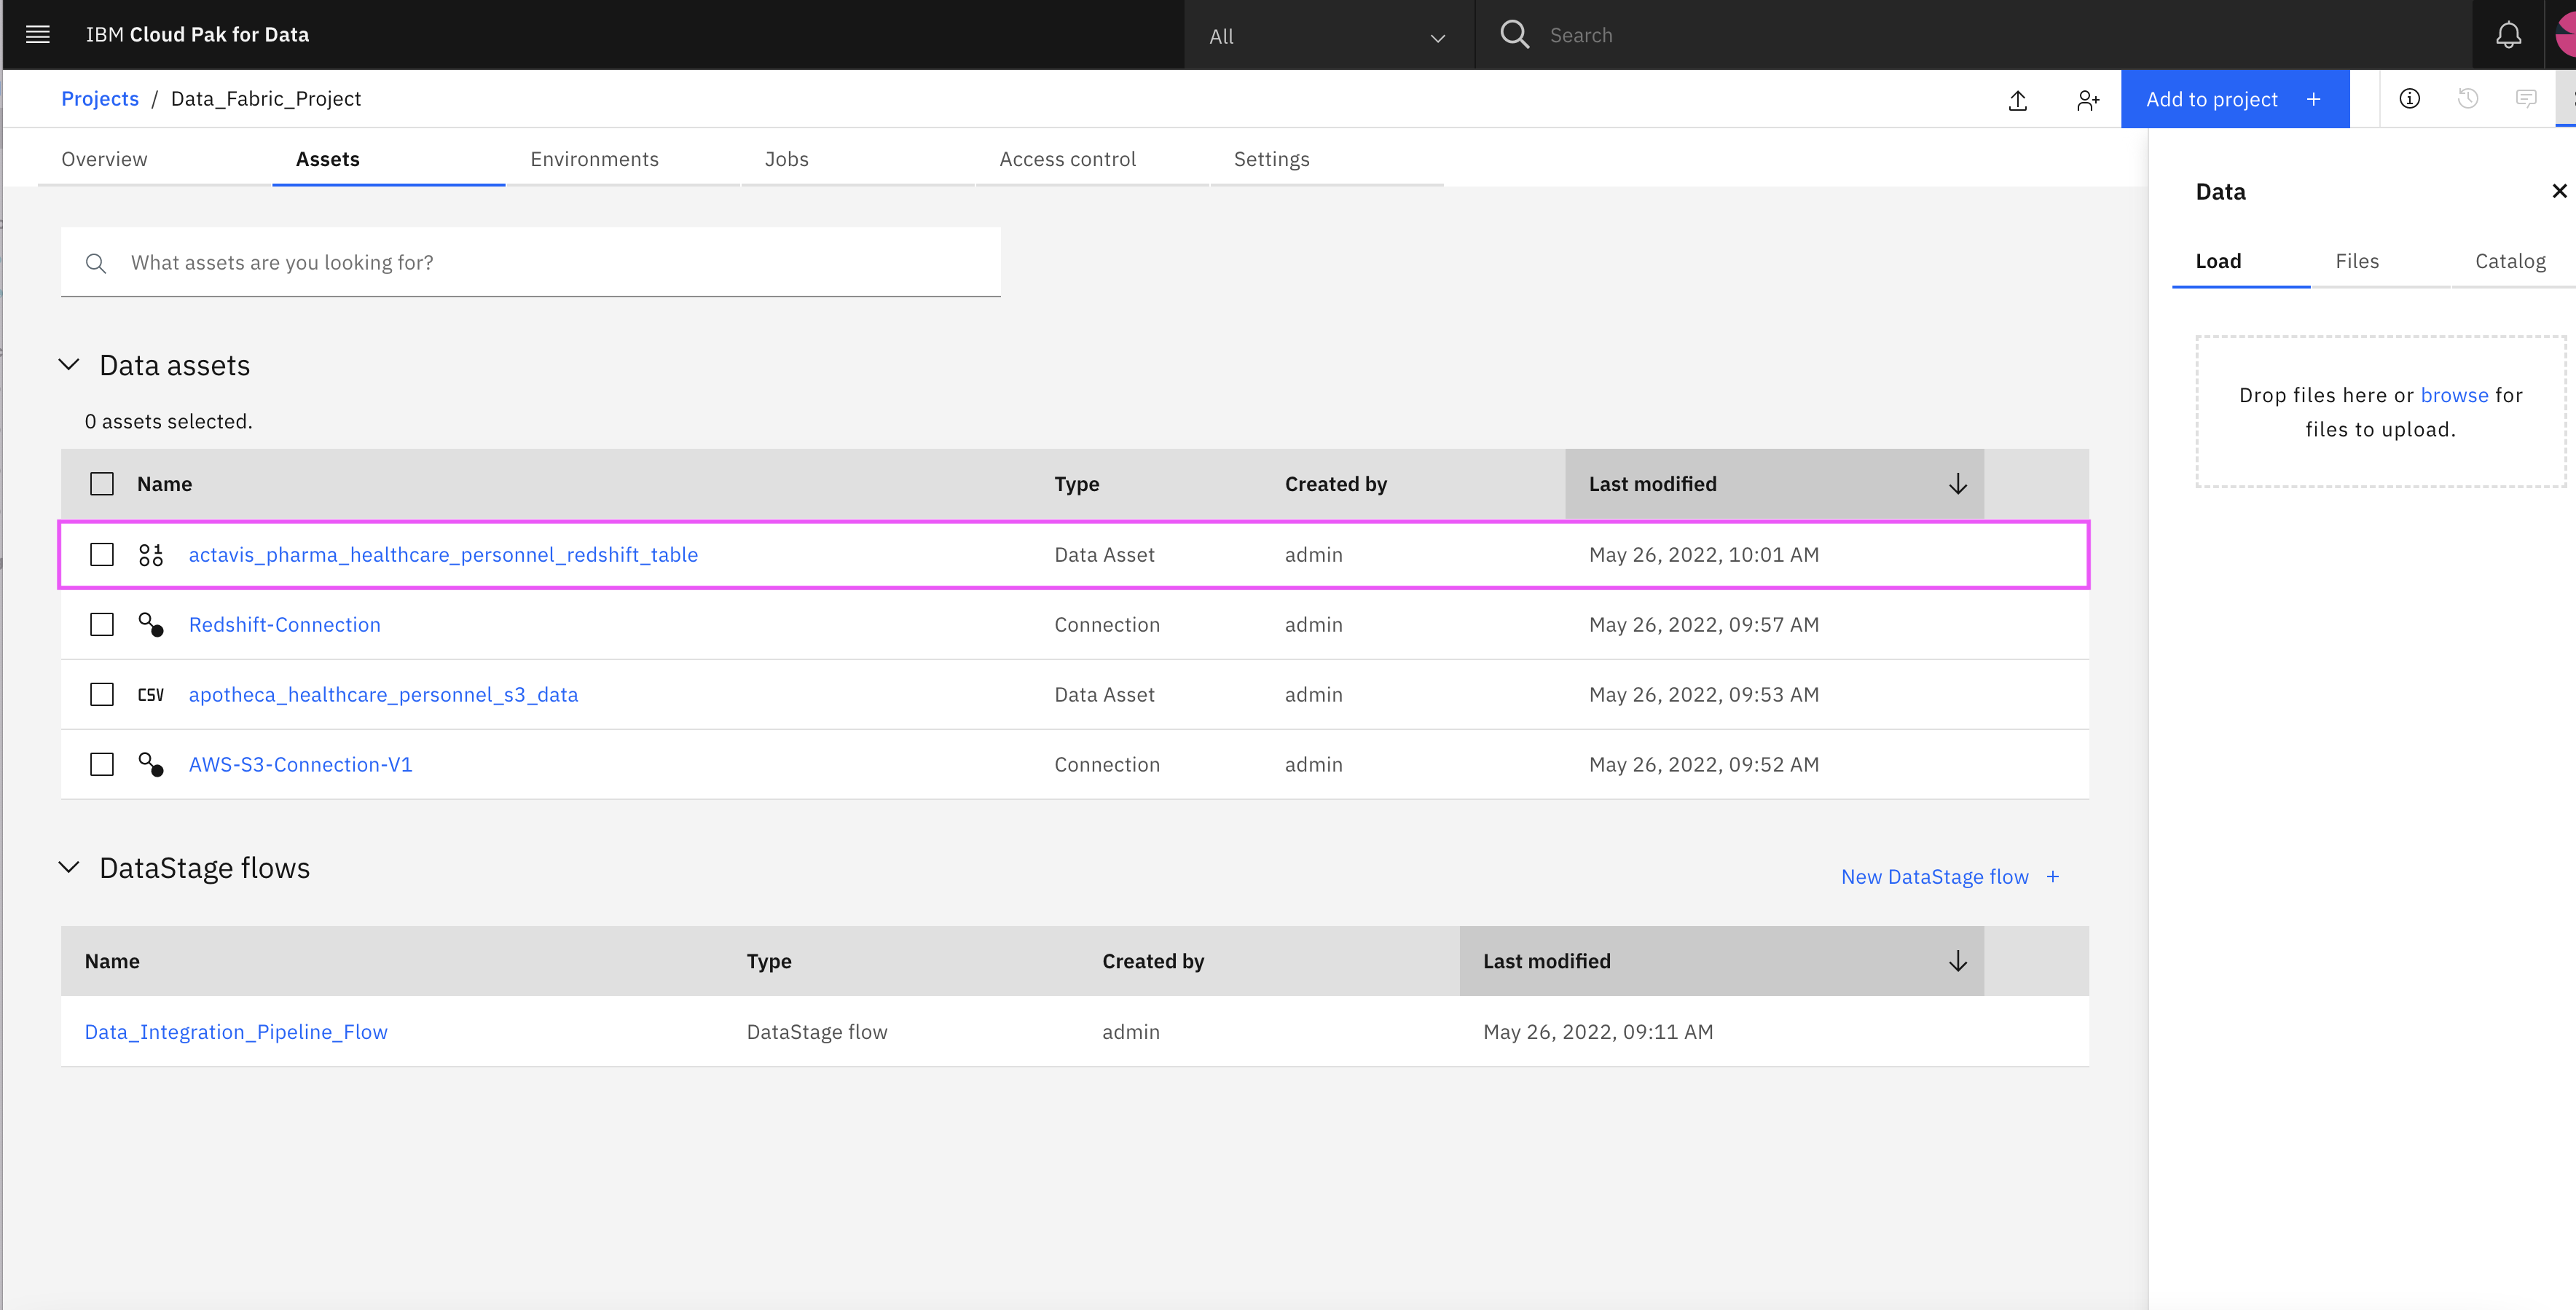 IBM Cloud Pak for Data
All
Search
Projects / Data_Fabric_Project
Add to project +
Overview
Assets
Environments
Jobs
Access control
Settings
What assets are you looking for?
Data assets
0 assets selected.
Name Type Created by Last modified
actavis_pharma_healthcare_personnel_redshift_table Data Asset admin May 26, 2022, 10:01 AM
Redshift-Connection Connection admin May 26, 2022, 09:57 AM
CSV apotheca_healthcare_personnel_s3_data Data Asset admin May 26, 2022, 09:53 AM
AWS-S3-Connection-V1 Connection admin May 26, 2022, 09:52 AM
DataStage flows
New DataStage flow +
Name Type Created by Last modified
Data_Integration_Pipeline_Flow DataStage flow admin May 26, 2022, 09:11 AM
Data
Load
Files
Catalog
Drop files here or browse for
files to upload.